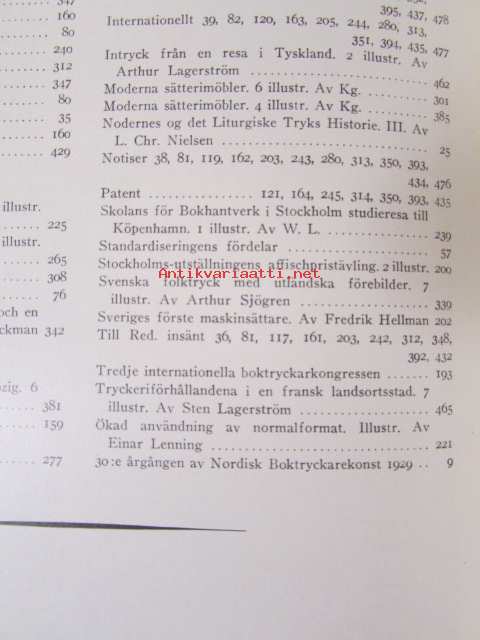 347
160
80
240
312
347
80
35
160
429
illustr.
225
illustr.
265
308
76
och en
ckman 342
zig. 6
381
159
277
395, 437, 478
Internationellt 39, 82, 120, 163, 205, 244, 280, 313,
351, 394, 435, 477
Intryck från en resa i Tyskland. 2 illustr. Av
Arthur Lagerström 462
Moderna sätterimöbler. 6 illustr. Av Kg. 301
Moderna sätterimöbler. 4 illustr. Av Kg. 385
Nodernes og det Liturgiske Tryks Historie. III. Av
L. Chr. Nielsen 25
Notiser 38, 81, 119, 162, 203, 243, 280, 313, 350, 393,
434, 476
Patent 121, 164, 245, 314, 350, 393, 435
Skolans för Bokhantverk i Stockholm studieresa till
Köpenhamn. 1 illustr. Av W. L. 239
Standardiseringens fördelar 57
Stockholms-utställningens affischpristävling. 2 illustr. 200
Antikvariaatti.net
Svenska folktryck med utländska förebilder. 7
illustr. Av Arthur Sjögren 339
Sveriges förste maskinsättare. Av Fredrik Hellman 202
Till Red. insänt 36, 81, 117, 161, 203, 242, 312, 348,
392, 432
Tredje internationella boktryckarkongressen 193
Tryckeriförhållandena i en fransk landsortsstad. 7
illustr. Av Sten Lagerström 465
Ökad användning av normalformat. Illustr. Av
Einar Lenning 221
30:e årgången av Nordisk Boktryckarekonst 1929 9